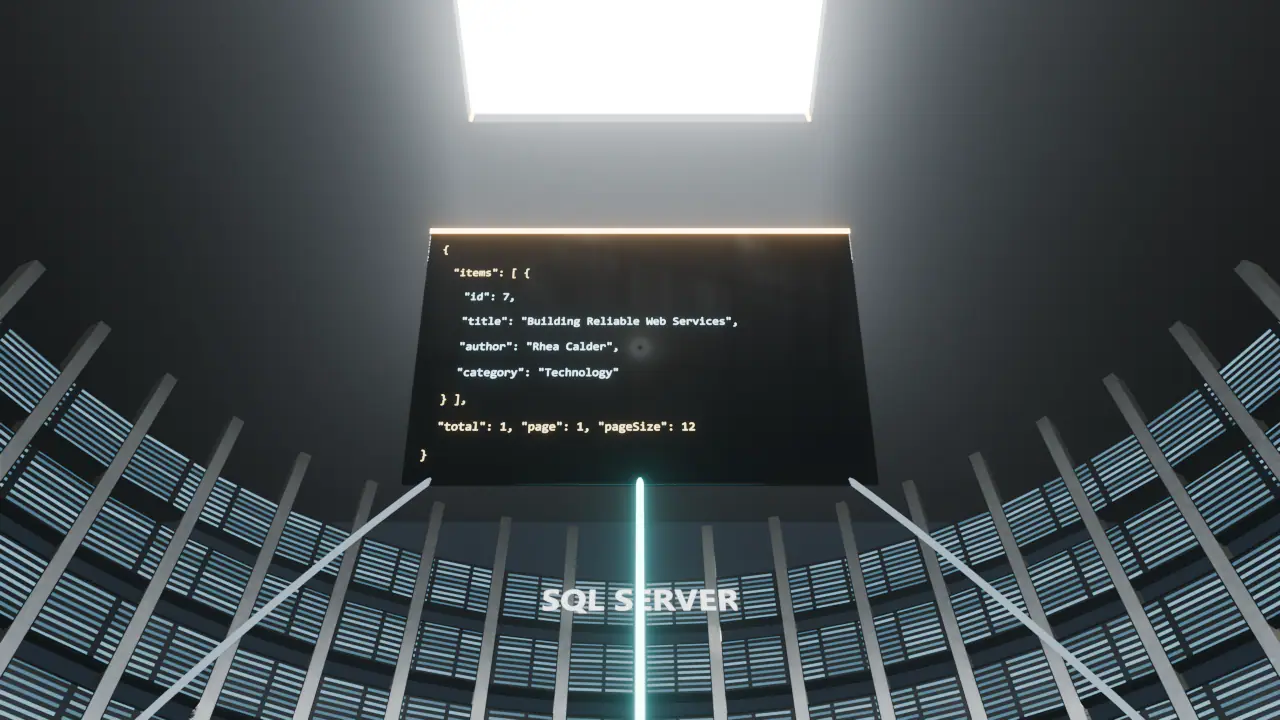 {
"items": [ {
"id": 7,
"title": "Building Reliable Web Services",
"author": "Rhea Calder",
"category": "Technology"
} ],
"total": 1, "page": 1, "pageSize": 12
}
SQL SERVER